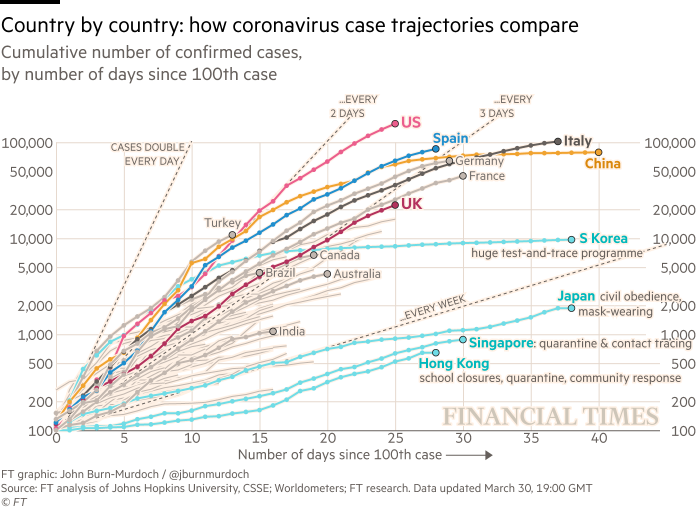 Country by country: how coronavirus case trajectories compare
Cumulative number of confirmed cases,
by number of days since 100th case
...EVERY
2 DAYS
...EVERY
3 DAYS
CASES DOUBLE
EVERY DAY
US
Spain
Italy
Germany
China
France
UK
Turkey
S Korea
huge test-and-trace programme
Canada
Brazil
Australia
Japan civil obedience,
mask-wearing
...EVERY WEEK
India
Singapore: quarantine & contact tracing
Hong Kong
school closures, quarantine, community response
100,000
50,000
20,000
10,000
5,000
2,000
1,000
500
200
100
100,000
50,000
20,000
10,000
5,000
2,000
1,000
500
200
100
0 5 10 15 20 25 30 35 40
FINANCIAL TIMES
Number of days since 100th case
FT graphic: John Burn-Murdoch / @jburnmurdoch
Source: FT analysis of Johns Hopkins University, CSSE; Worldometers; FT research. Data updated March 30, 19:00 GMT
© FT